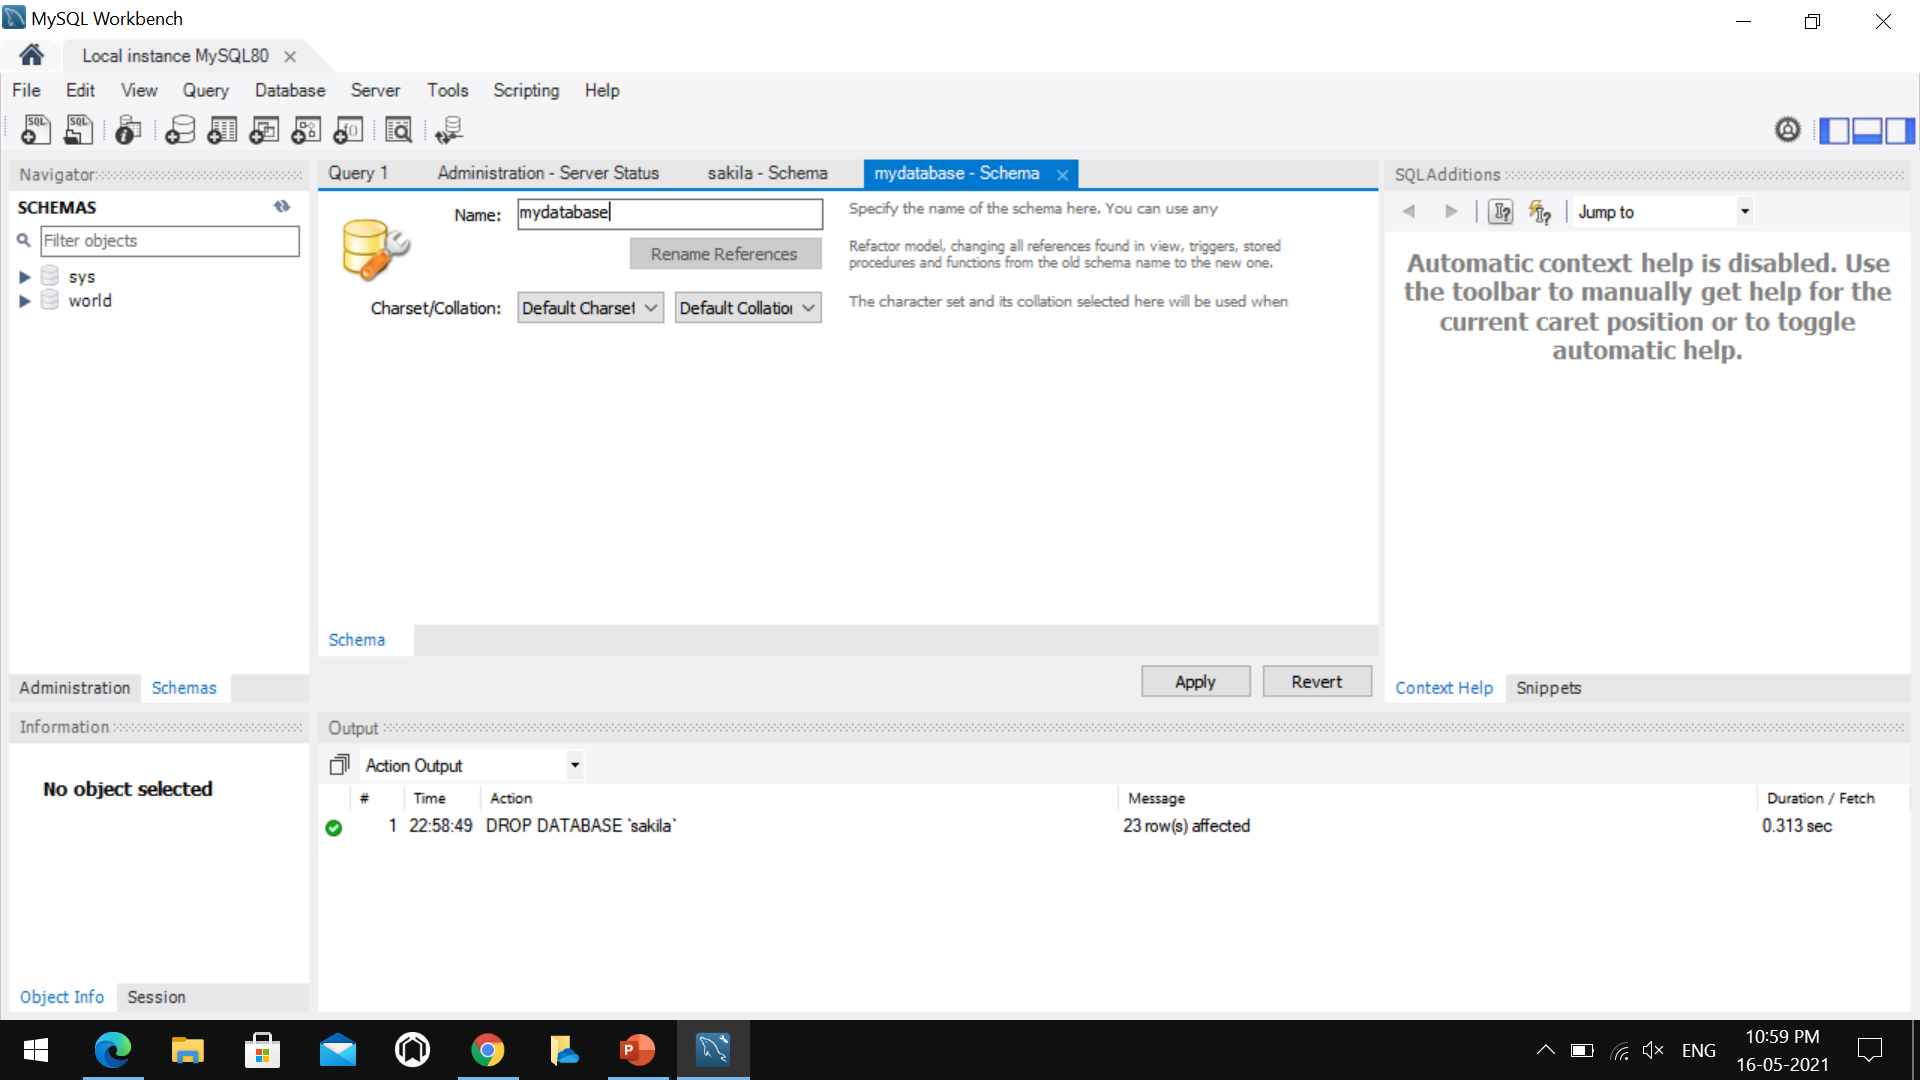 MySQL Workbench
Local instance MySQL80
File Edit View Query Database Server Tools Scripting Help
SQL SQL
Navigator
SCHEMAS
Filter objects
sys
world
Administration Schemas
Query 1 Administration - Server Status sakila - Schema mydatabase - Schema
Name: mydatabase
Specify the name of the schema here. You can use any
Rename References
Refactor model, changing all references found in view, triggers, stored
procedures and functions from the old schema name to the new one.
Charset/Collation: Default Charset Default Collation
The character set and its collation selected here will be used when
Schema
Apply Revert
SQLAdditions
Jump to
Automatic context help is disabled. Use
the toolbar to manually get help for the
current caret position or to toggle
automatic help.
Context Help Snippets
Information
No object selected
Object Info Session
Output
Action Output
# Time Action Message Duration / Fetch
1 22:58:49 DROP DATABASE `sakila` 23 row(s) affected 0.313 sec
P
ENG
10:59 PM
16-05-2021